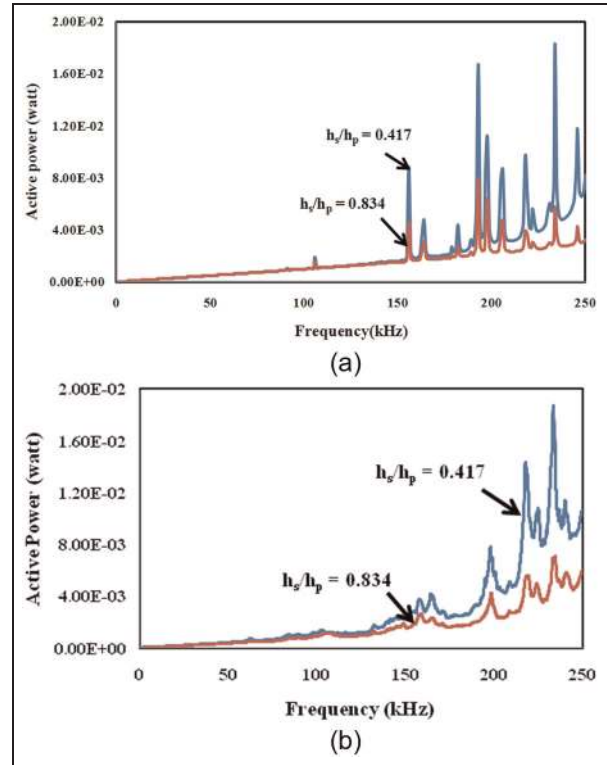 2.00E-02
1.60E-02
1.20E-02
8.00E-03
4.00E-03
0.00E+00
Active power (watt)
hs/hp = 0.417
hs/hp = 0.834
50 100 150 200 250
Frequency(kHz)
(a)
2.00E-02
1.60E-02
1.20E-02
8.00E-03
4.00E-03
0.00E+00
Active Power (watt)
hs/hp = 0.417
hs/hp = 0.834
0 50 100 150 200 250
Frequency (kHz)
(b)